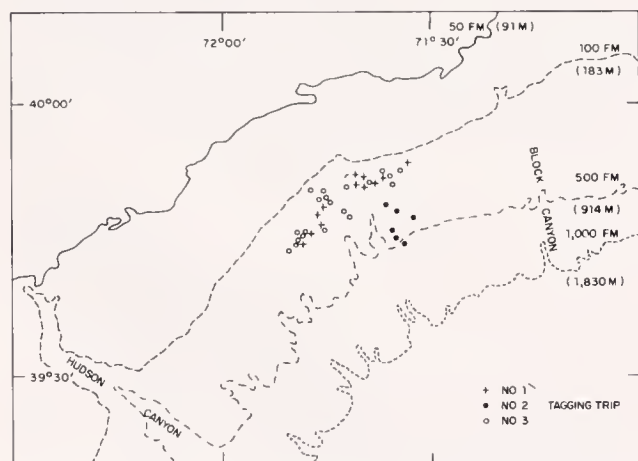 50 FM (91 M)
72° 00'
71° 30'
100 FM
(183 M)
40° 00'
BLOCK
CANYON
500 FM
(914 M)
1,000 FM
(1,830 M)
HUDSON
CANYON
39° 30'
+ NO 1
● NO 2 TAGGING TRIP
○ NO 3